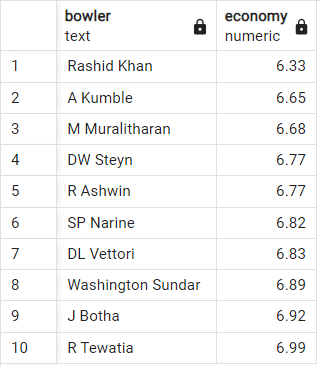 bowler economy
text numeric
1 Rashid Khan 6.33
2 A Kumble 6.65
3 M Muralitharan 6.68
4 DW Steyn 6.77
5 R Ashwin 6.77
6 SP Narine 6.82
7 DL Vettori 6.83
8 Washington Sundar 6.89
9 J Botha 6.92
10 R Tewatia 6.99